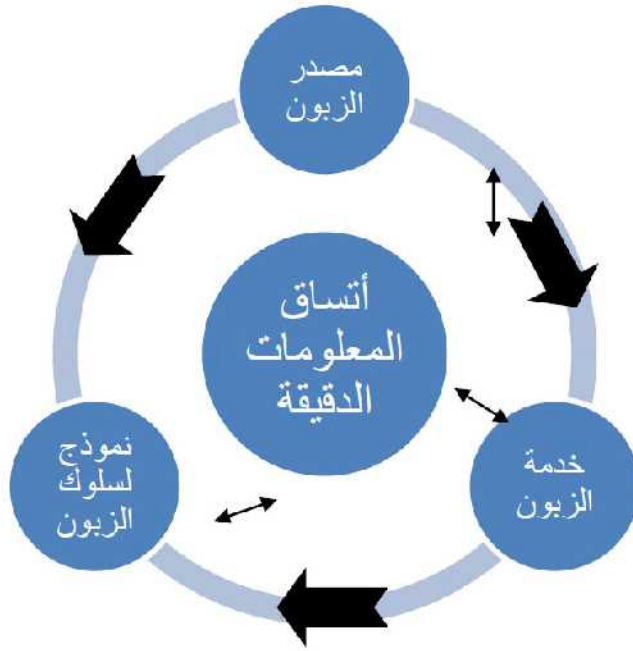 مصدر
الزبون
أتساق
المعلومات
الدقيقة
خدمة
الزبون
نموذج
لسلوك
الزبون